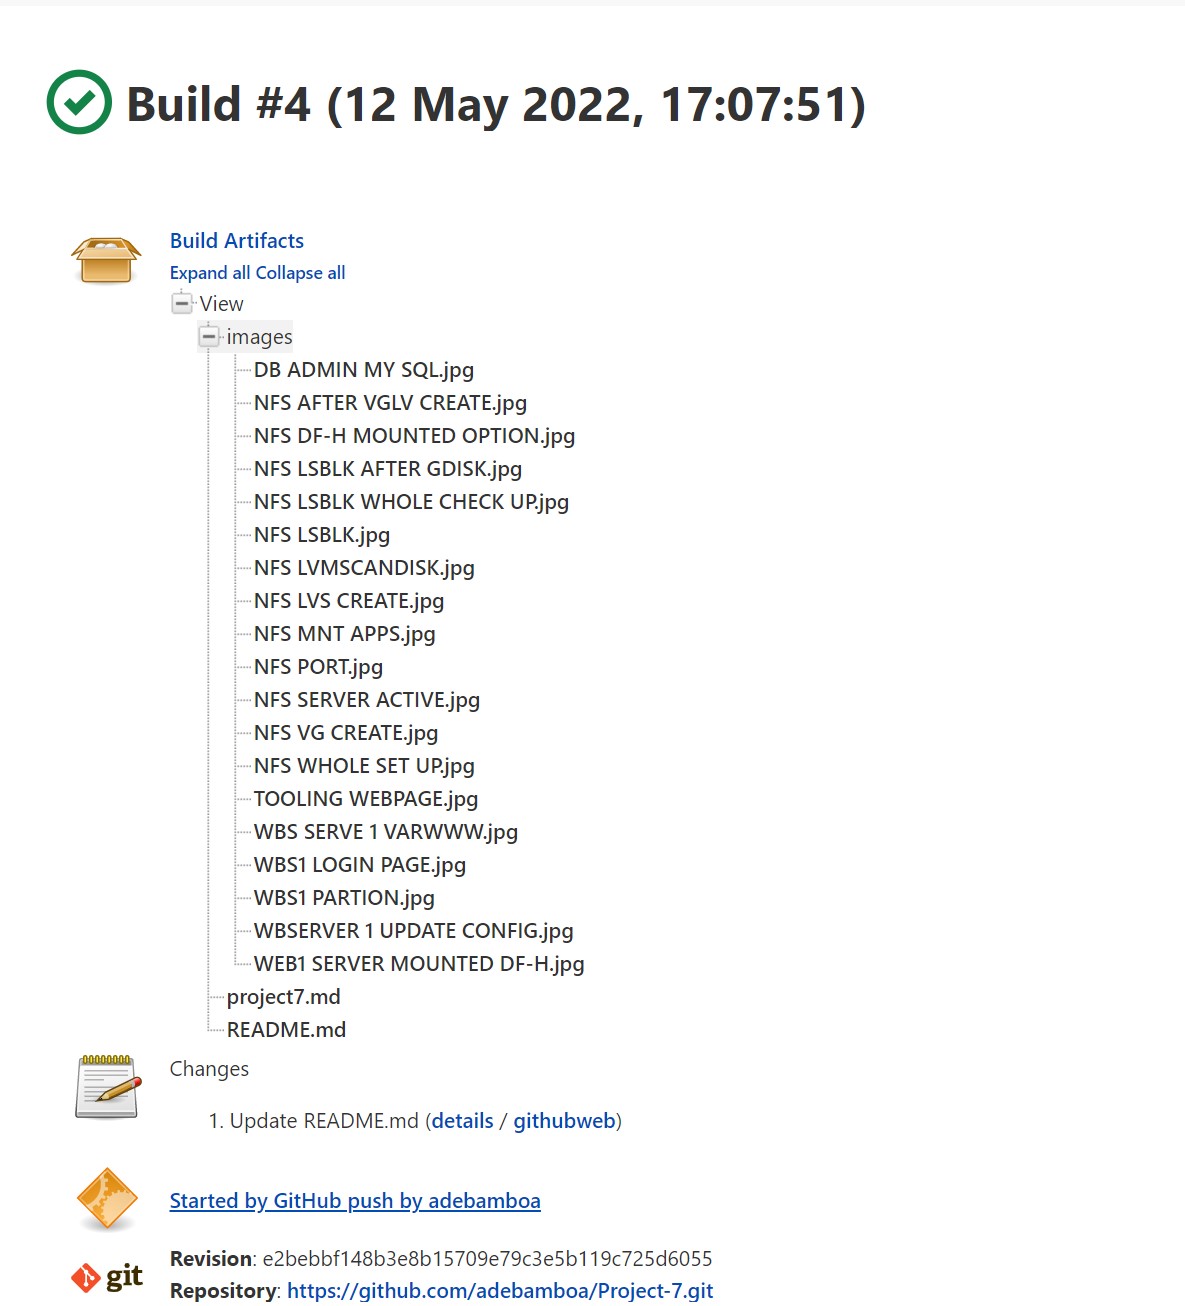 Build #4 (12 May 2022, 17:07:51)
Build Artifacts
Expand all Collapse all
View
images
DB ADMIN MY SQL.jpg
NFS AFTER VGLV CREATE.jpg
NFS DF-H MOUNTED OPTION.jpg
NFS LSBLK AFTER GDISK.jpg
NFS LSBLK WHOLE CHECK UP.jpg
NFS LSBLK.jpg
NFS LVMSCANDISK.jpg
NFS LVS CREATE.jpg
NFS MNT APPS.jpg
NFS PORT.jpg
NFS SERVER ACTIVE.jpg
NFS VG CREATE.jpg
NFS WHOLE SET UP.jpg
TOOLING WEBPAGE.jpg
WBS SERVE 1 VARWWW.jpg
WBS1 LOGIN PAGE.jpg
WBS1 PARTION.jpg
WBSERVER 1 UPDATE CONFIG.jpg
WEB1 SERVER MOUNTED DF-H.jpg
project7.md
README.md
Changes
1. Update README.md (details / githubweb)
Started by GitHub push by adebamboa
git
Revision: e2bebbf148b3e8b15709e79c3e5b119c725d6055
Repository: https://github.com/adebamboa/Project-7.git